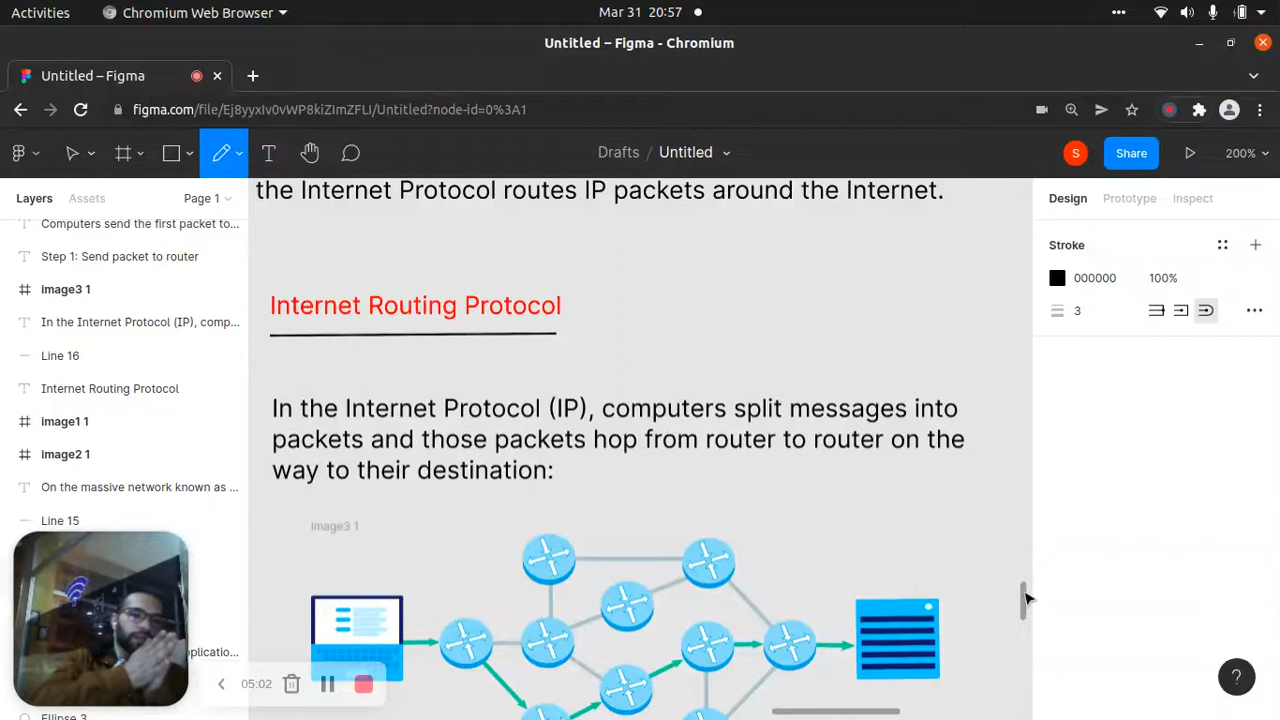 Activities
Chromium Web Browser
Mar 31 20:57
Untitled – Figma - Chromium
Untitled – Figma
figma.com/file/Ej8yyxIv0vWP8kiZImZFLI/Untitled?node-id=0%3A1
Drafts / Untitled
S
Share
200%
Layers
Assets
Page 1
Computers send the first packet to...
Step 1: Send packet to router
image3 1
In the Internet Protocol (IP), comp...
Line 16
Internet Routing Protocol
image1 1
image2 1
On the massive network known as ...
Line 15
Ellipse 3
05:02
the Internet Protocol routes IP packets around the Internet.
Internet Routing Protocol
In the Internet Protocol (IP), computers split messages into
packets and those packets hop from router to router on the
way to their destination:
image3 1
Design
Prototype
Inspect
Stroke
000000
100%
3
?